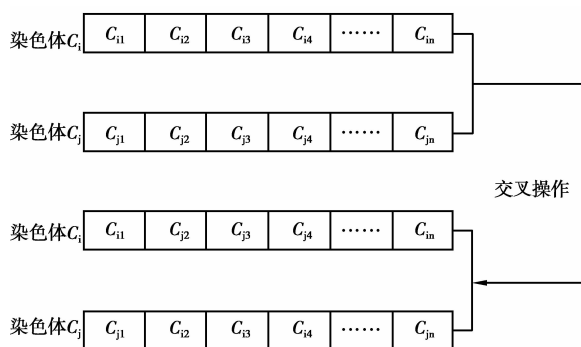 染色体Ci Ci1 Ci2 Ci3 Ci4 …… Cin
染色体Cj Cj1 Cj2 Cj3 Cj4 …… Cjn
交叉操作
染色体Ci Ci1 Cj2 Cj3 Cj4 …… Cin
染色体Cj Cj1 Ci2 Ci3 Ci4 …… Cjn